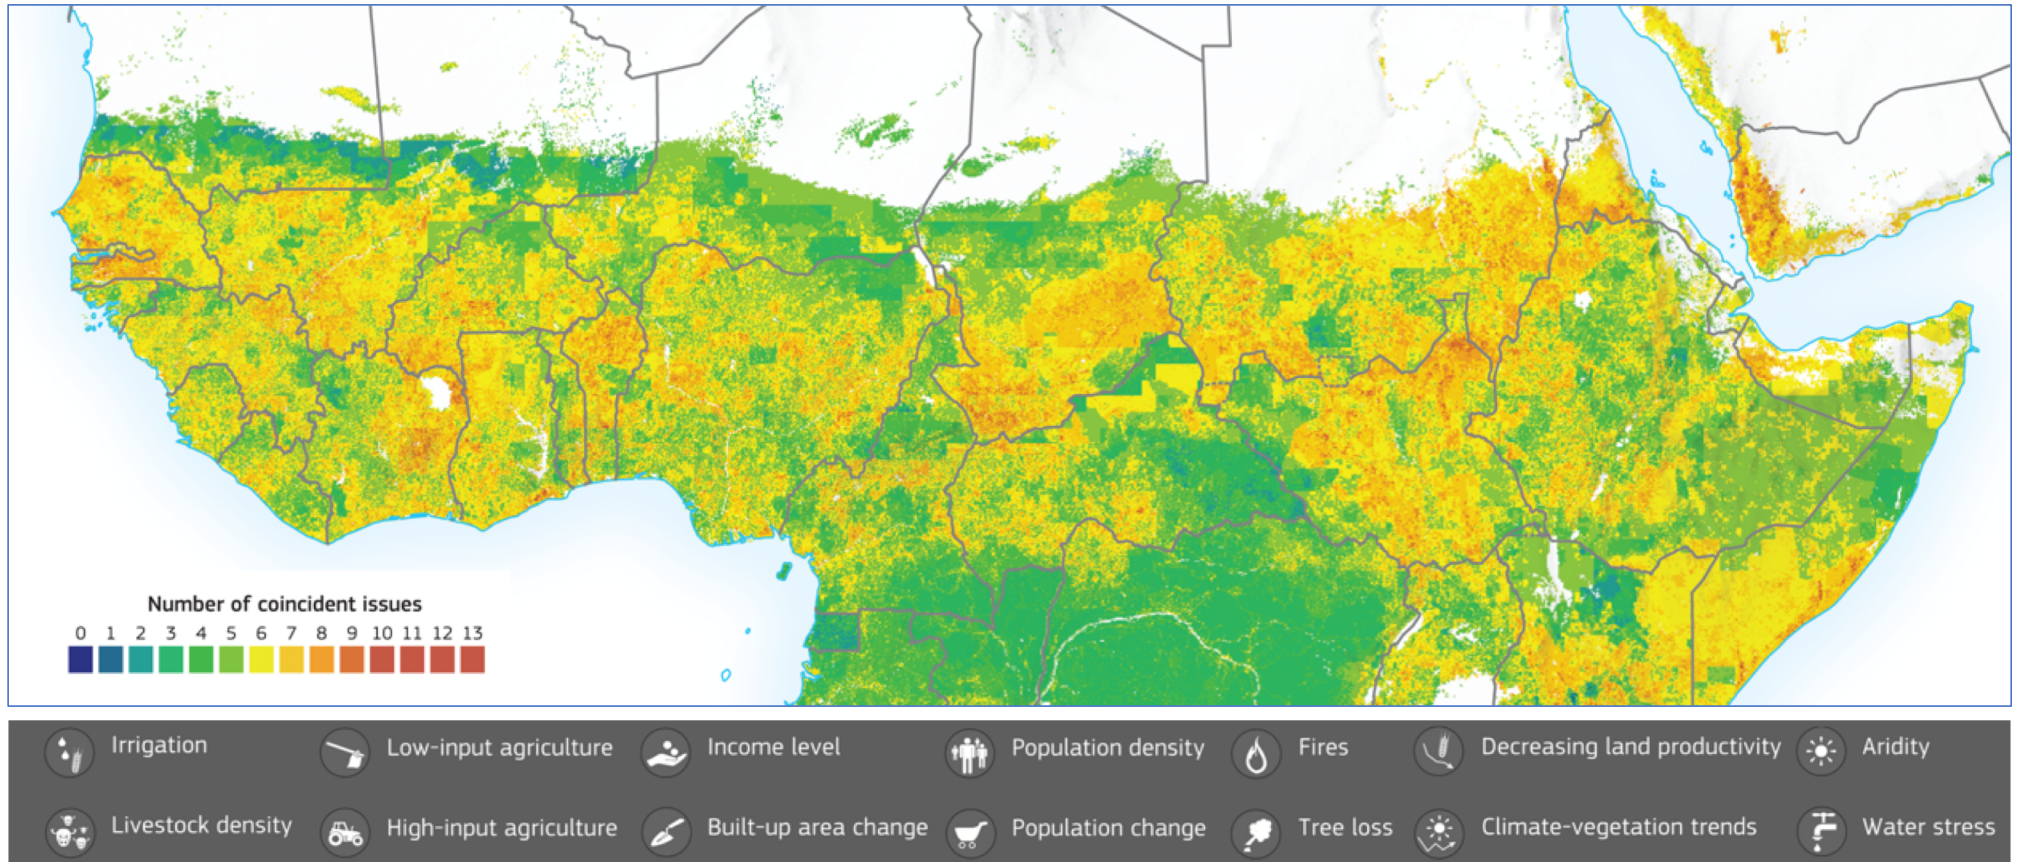 Number of coincident issues
0 1 2 3 4 5 6 7 8 9 10 11 12 13
Irrigation Low-input agriculture Income level Population density Fires Decreasing land productivity Aridity
Livestock density High-input agriculture Built-up area change Population change Tree loss Climate-vegetation trends Water stress